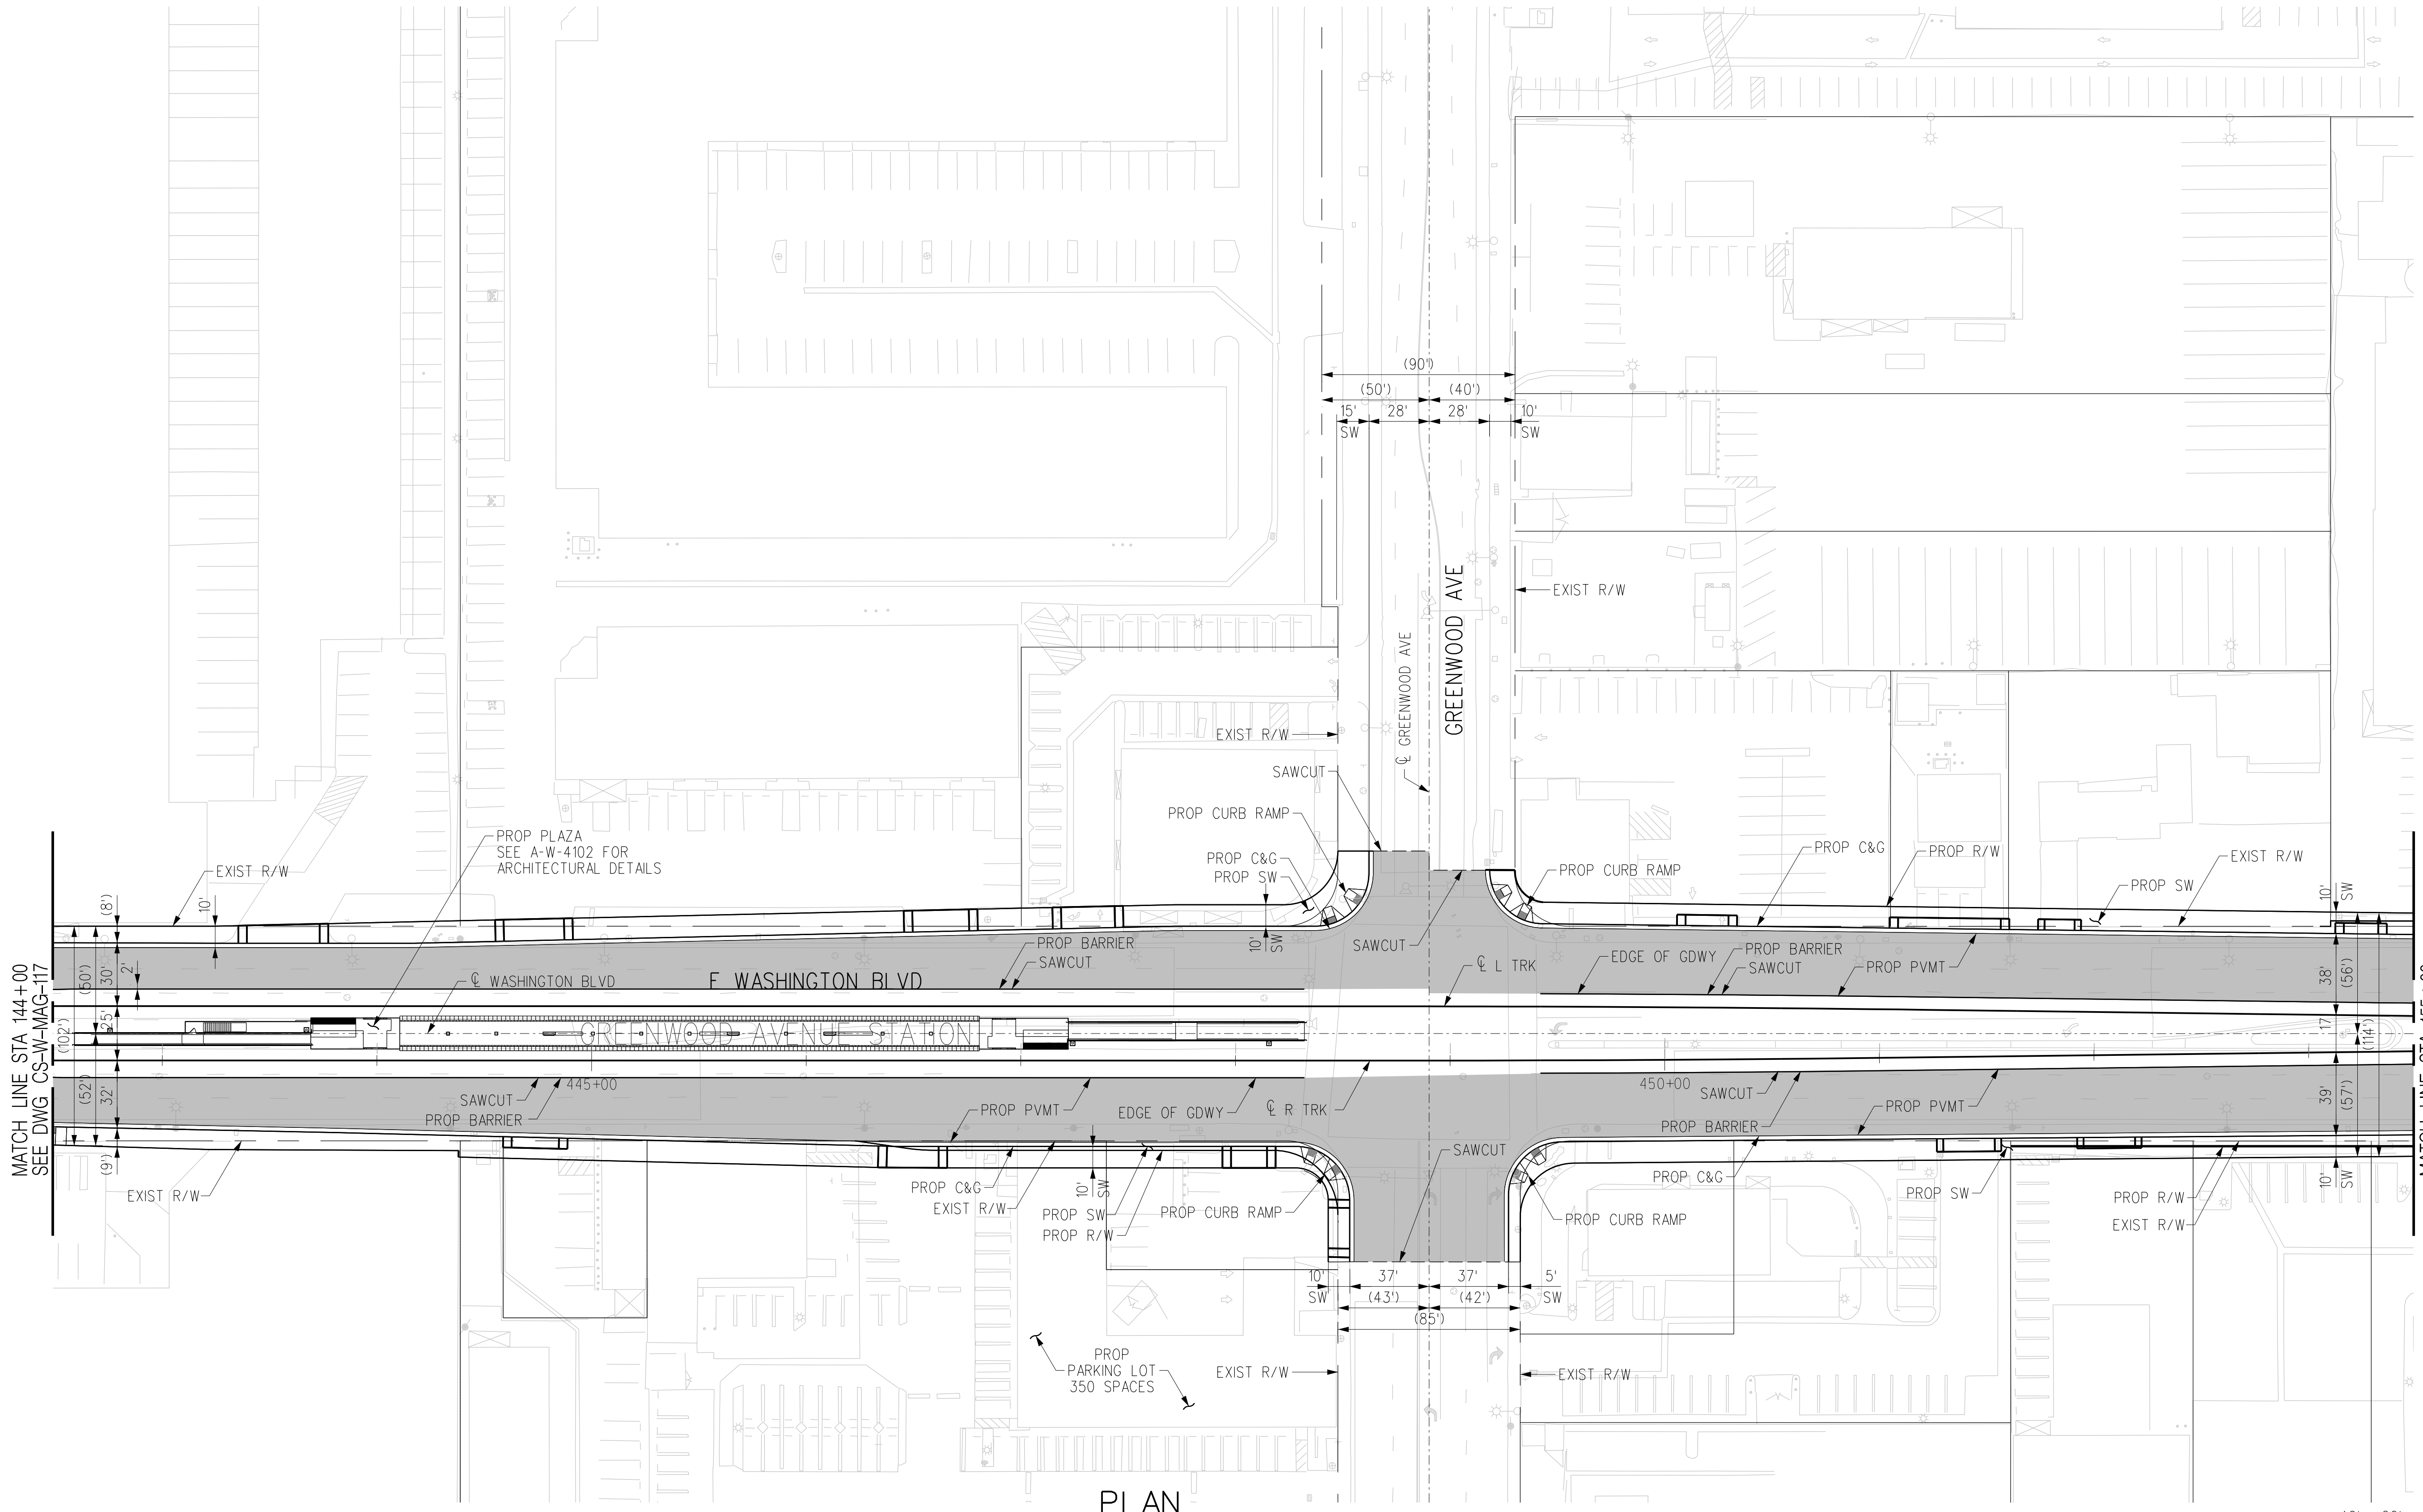 (90')
(50') (40')
15' 28' 28' 10'
SW SW
EXIST R/W
GREENWOOD AVE
℄ GREENWOOD AVE
EXIST R/W
SAWCUT
PROP CURB RAMP
PROP C&G
PROP SW
PROP PLAZA
SEE A-W-4102 FOR
ARCHITECTURAL DETAILS
EXIST R/W
PROP C&G
PROP R/W
EXIST R/W
PROP CURB RAMP
PROP SW
10'
SW
(8')
10'
10'
SW
SAWCUT
PROP BARRIER
SAWCUT
EDGE OF GDWY
PROP BARRIER
SAWCUT
PROP PVMT
℄ L TRK
℄ WASHINGTON BLVD
E WASHINGTON BLVD
MATCH LINE STA 144+00
SEE DWG CS-W-MAG-117
(50')
30'
2'
25'
(102')
(52')
32'
(9')
38'
(56')
17
(114')
39'
(57')
10'
SW
GREENWOOD AVENUE STATION
445+00
450+00
SAWCUT
PROP BARRIER
PROP PVMT
EDGE OF GDWY
℄ R TRK
SAWCUT
PROP BARRIER
PROP PVMT
SAWCUT
EXIST R/W
PROP C&G
EXIST R/W
10'
SW
PROP SW
PROP R/W
PROP CURB RAMP
PROP C&G
PROP CURB RAMP
PROP SW
PROP R/W
EXIST R/W
10' 37' 37' 5'
SW (43') (42') SW
(85')
PROP
PARKING LOT
350 SPACES
EXIST R/W
EXIST R/W
PLAN